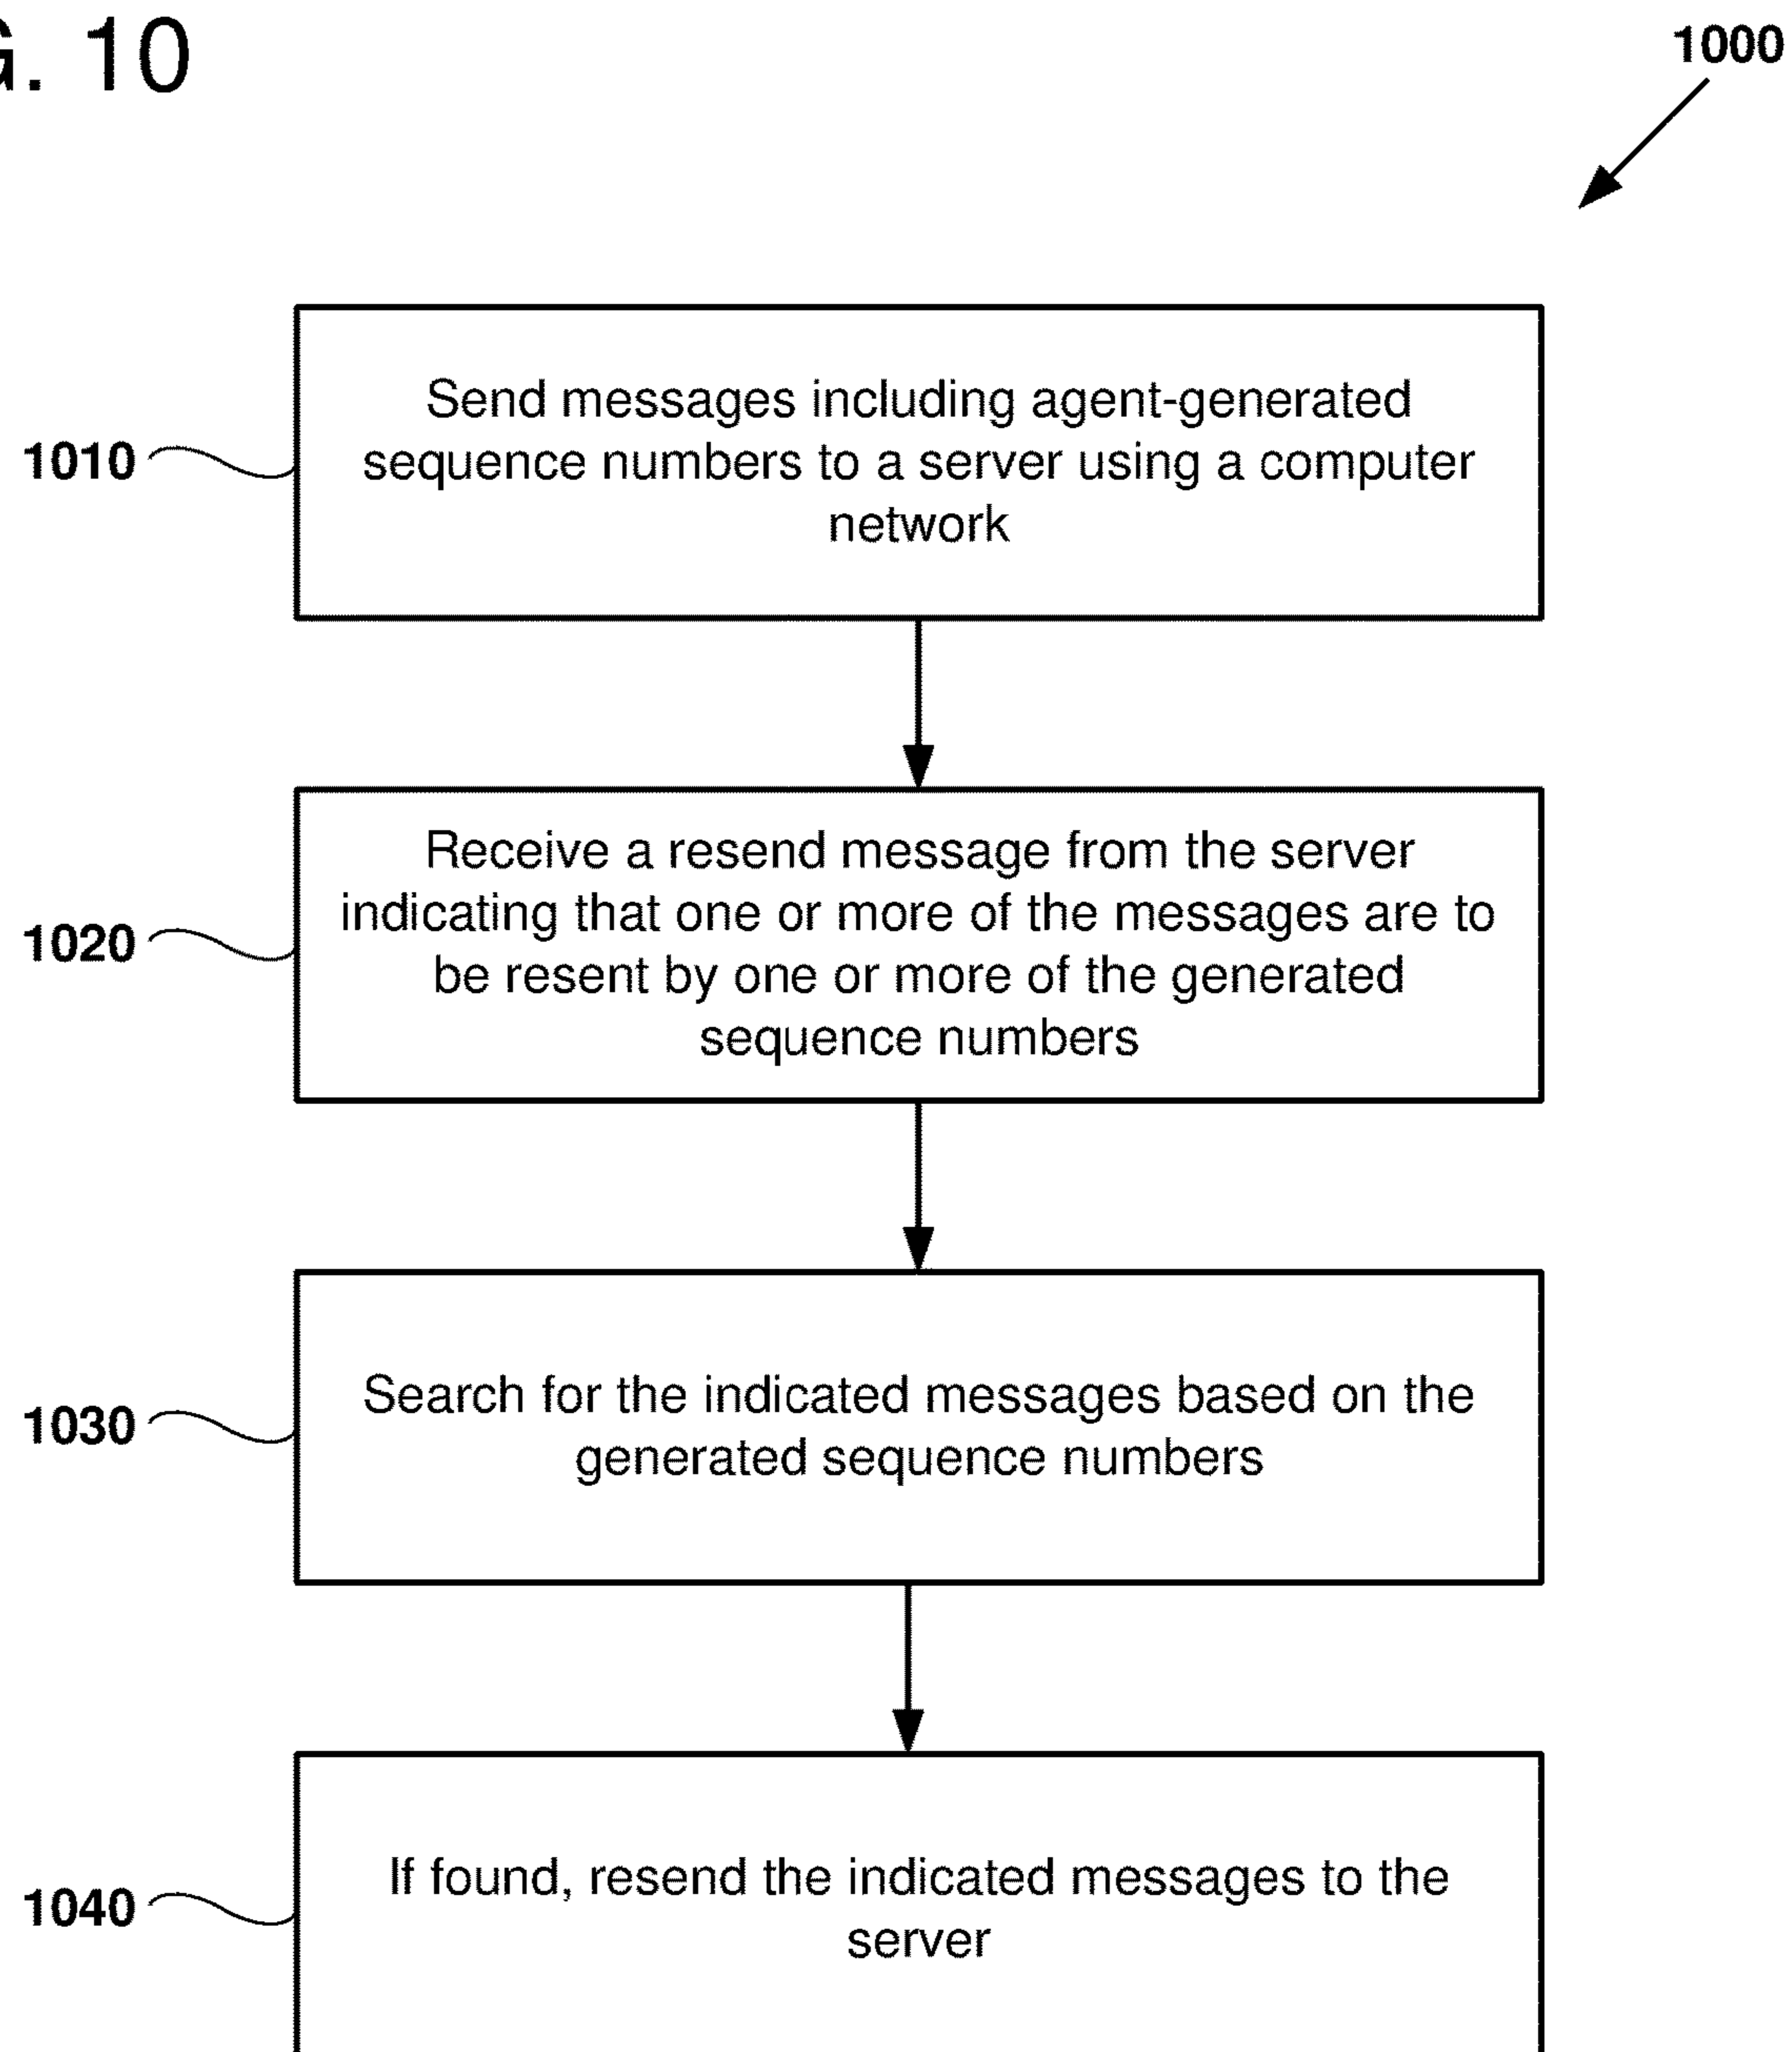 G. 10
1000
Send messages including agent-generated
sequence numbers to a server using a computer
network
1010
Receive a resend message from the server
indicating that one or more of the messages are to
be resent by one or more of the generated
sequence numbers
1020
Search for the indicated messages based on the
generated sequence numbers
1030
If found, resend the indicated messages to the
server
1040